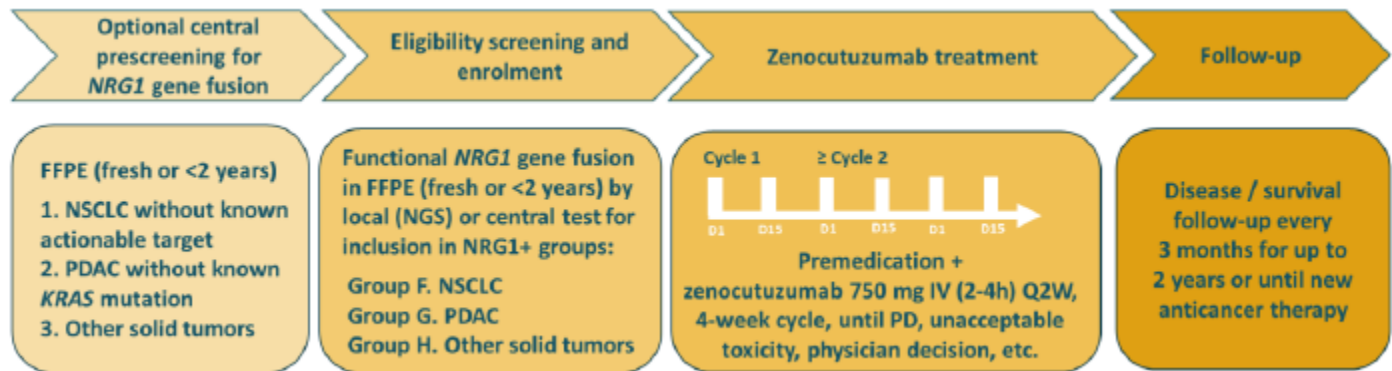 Optional central
prescreening for
NRG1 gene fusion
Eligibility screening and
enrolment
Zenocutuzumab treatment
Follow-up
FFPE (fresh or <2 years)
1. NSCLC without known
actionable target
2. PDAC without known
KRAS mutation
3. Other solid tumors
Functional NRG1 gene fusion
in FFPE (fresh or <2 years) by
local (NGS) or central test for
inclusion in NRG1+ groups:
Group F. NSCLC
Group G. PDAC
Group H. Other solid tumors
Cycle 1 ≥ Cycle 2
D1 D15 D1 D15 D1 D15
Premedication +
zenocutuzumab 750 mg IV (2-4h) Q2W,
4-week cycle, until PD, unacceptable
toxicity, physician decision, etc.
Disease / survival
follow-up every
3 months for up to
2 years or until new
anticancer therapy